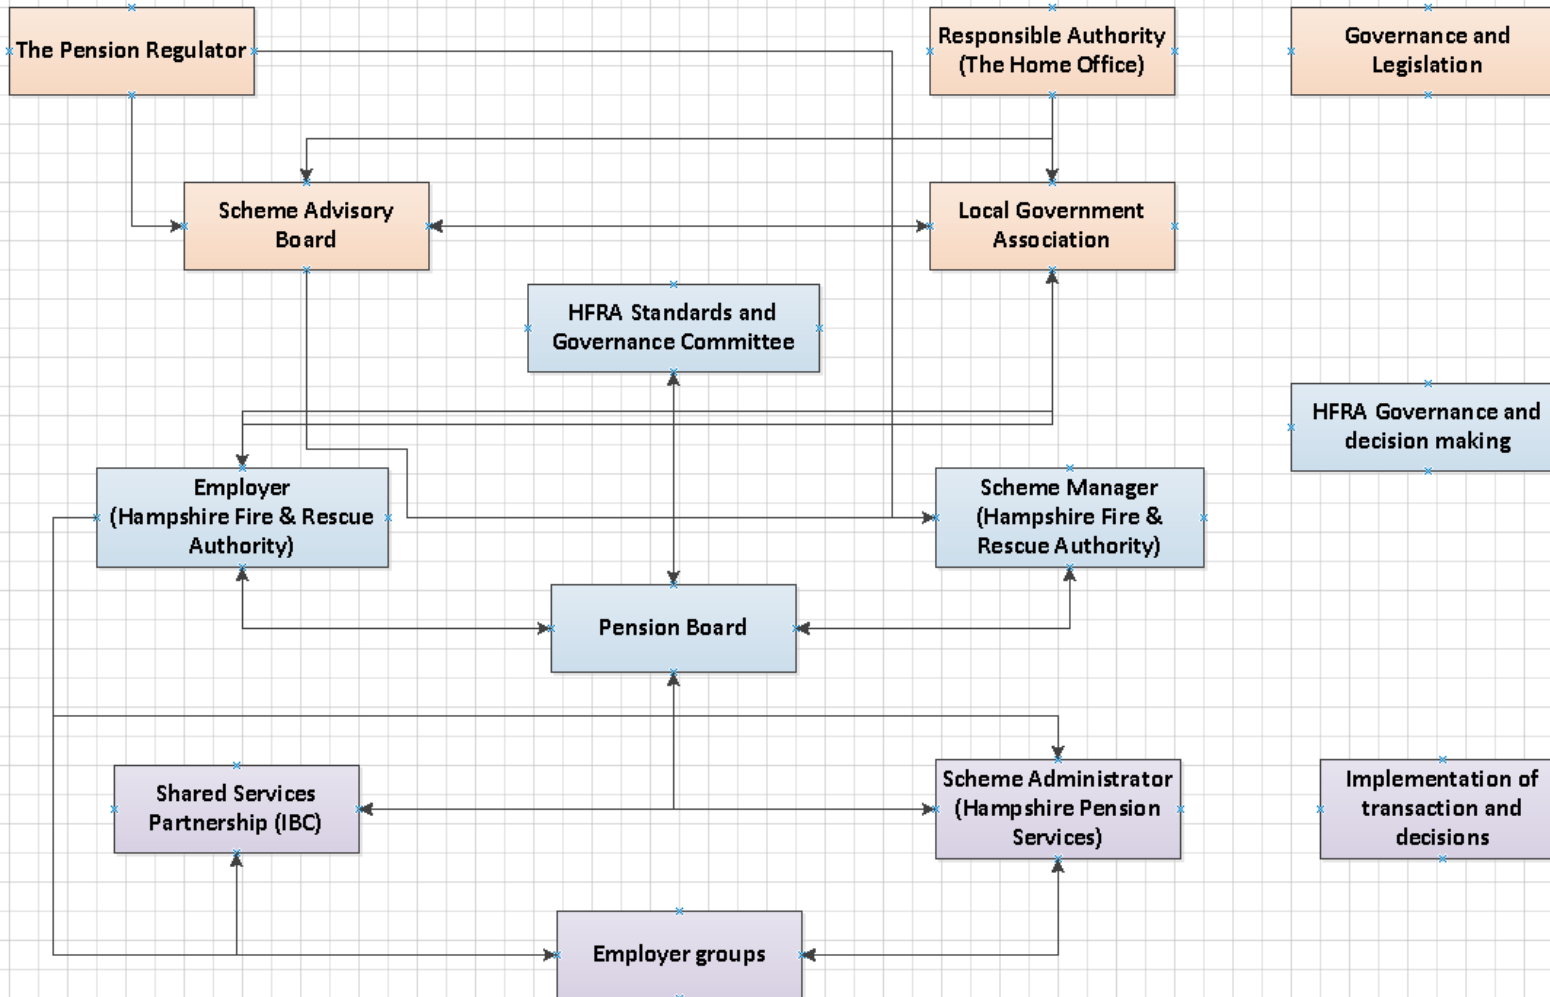 The Pension Regulator
Responsible Authority
(The Home Office)
Governance and
Legislation
Scheme Advisory
Board
Local Government
Association
HFRA Standards and
Governance Committee
HFRA Governance and
decision making
Employer
(Hampshire Fire & Rescue
Authority)
Scheme Manager
(Hampshire Fire &
Rescue Authority)
Pension Board
Shared Services
Partnership (IBC)
Scheme Administrator
(Hampshire Pension
Services)
Implementation of
transaction and
decisions
Employer groups